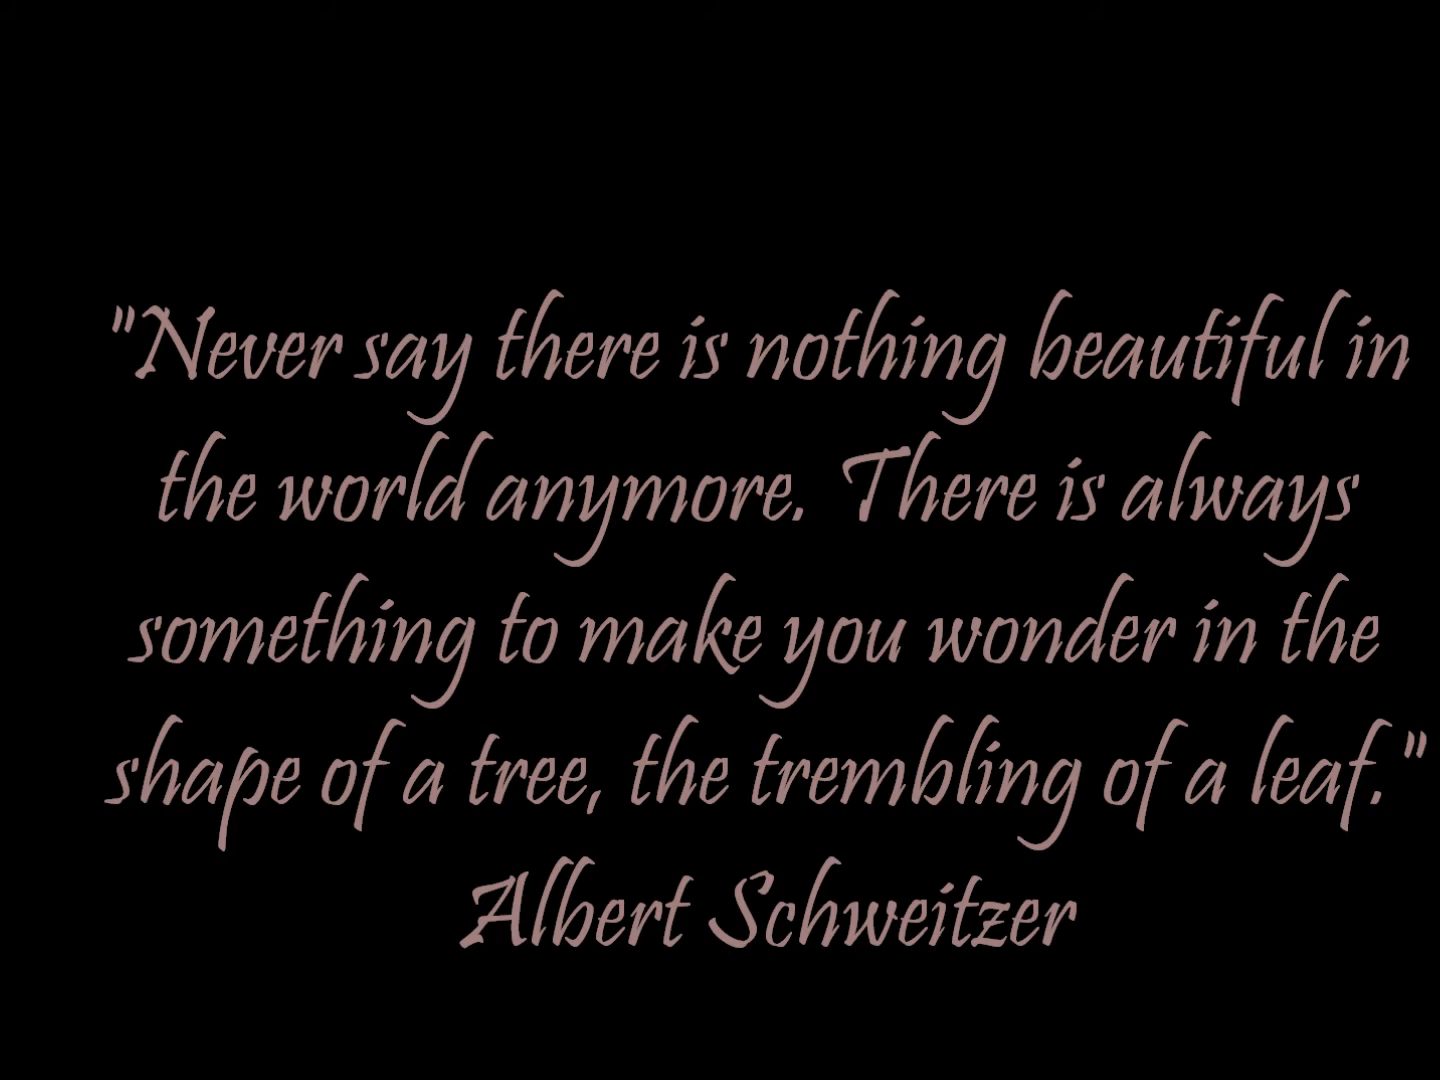 "Never say there is nothing beautiful in
the world anymore. There is always
something to make you wonder in the
shape of a tree, the trembling of a leaf."
Albert Schweitzer